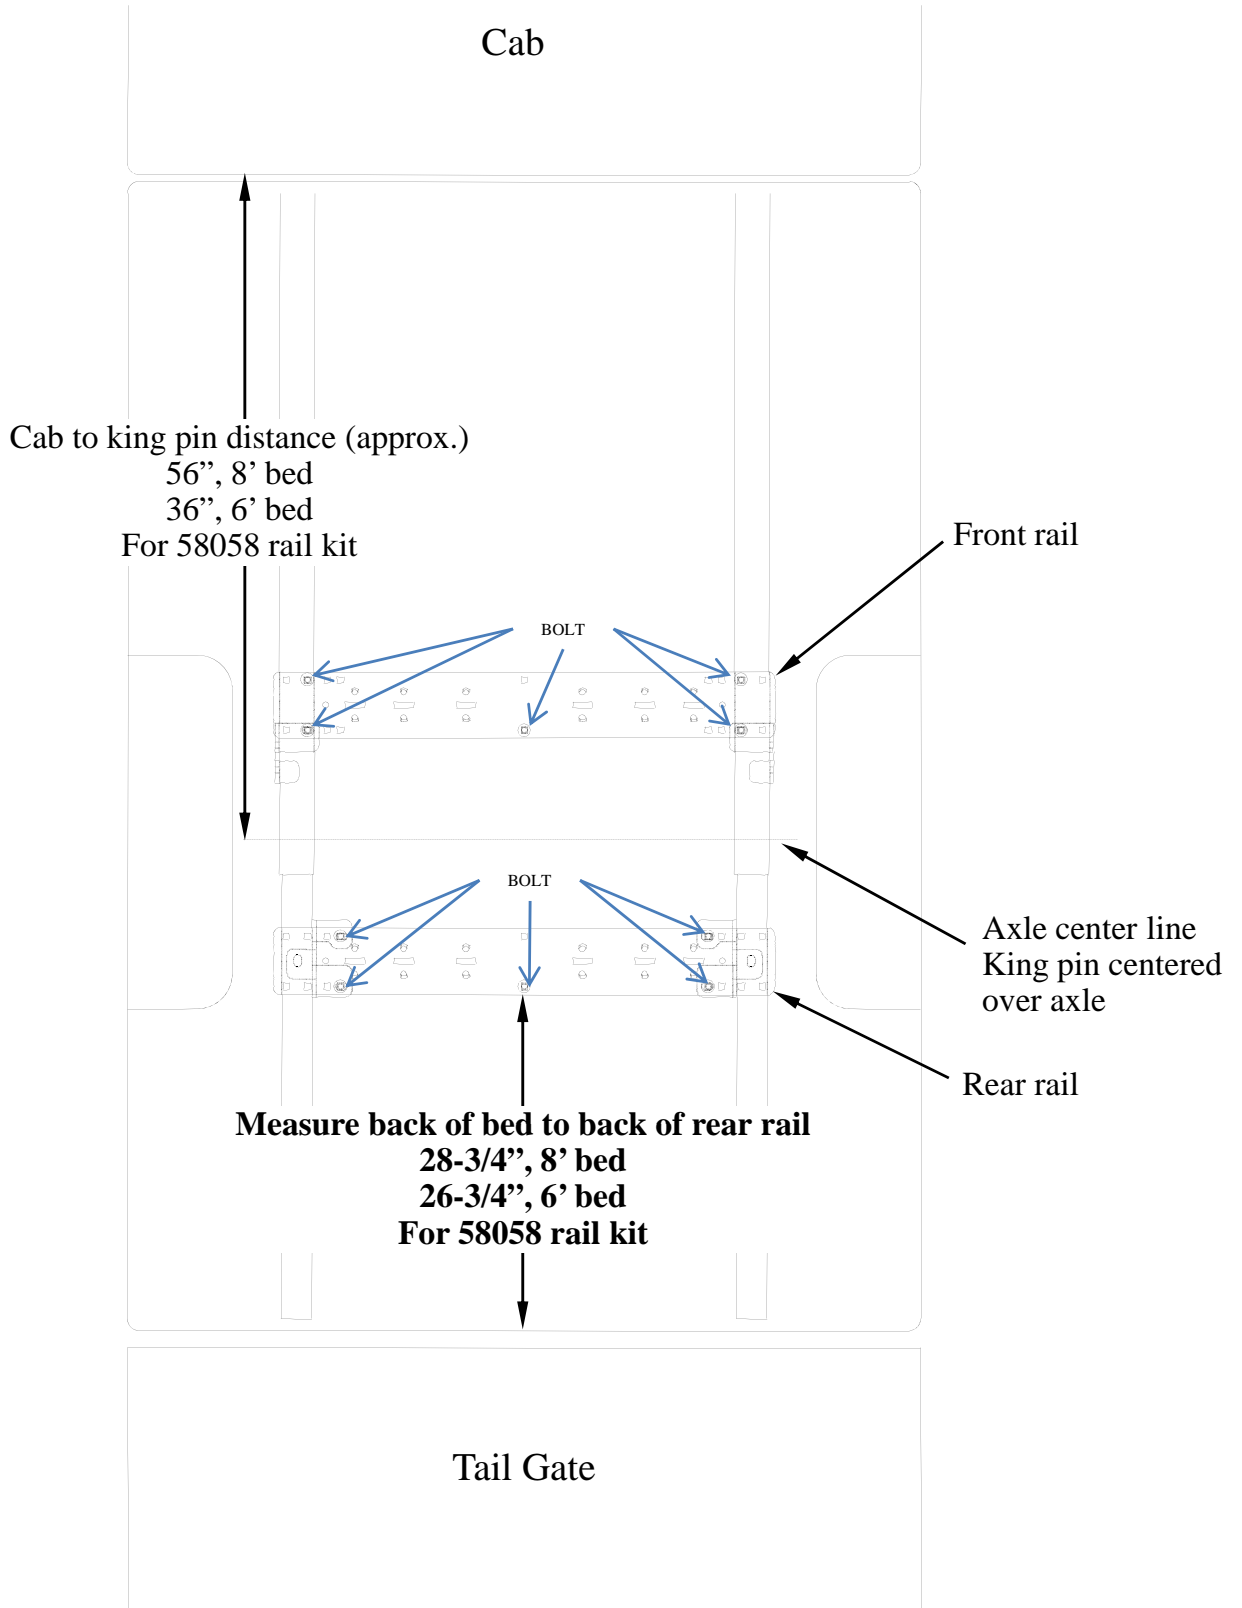 Cab
Cab to king pin distance (approx.)
56”, 8’ bed
36”, 6’ bed
For 58058 rail kit
Front rail
BOLT
BOLT
Axle center line
King pin centered
over axle
Rear rail
Measure back of bed to back of rear rail
28-3/4”, 8’ bed
26-3/4”, 6’ bed
For 58058 rail kit
Tail Gate